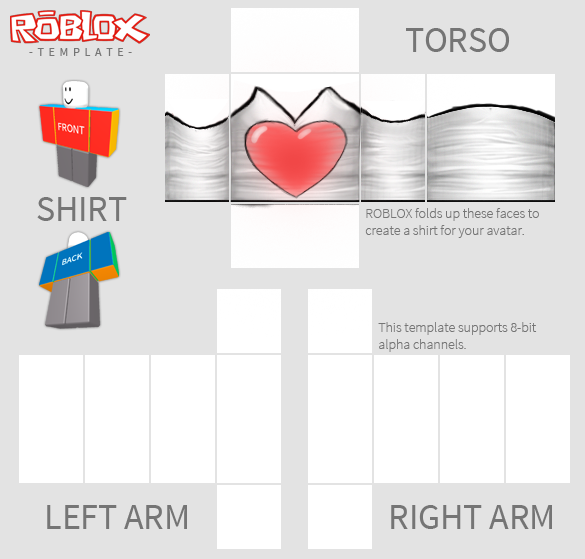 ROBLOX
-TEMPLATE-
TORSO
FRONT
SHIRT
ROBLOX folds up these faces to
create a shirt for your avatar.
BACK
This template supports 8-bit
alpha channels.
LEFT ARM
RIGHT ARM